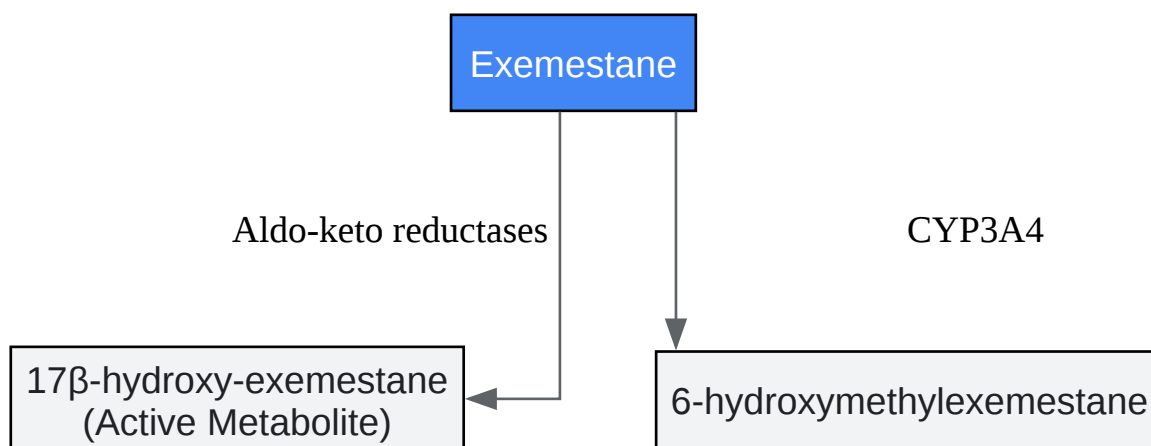 Exemestane
Aldo-keto reductases
CYP3A4
17β-hydroxy-exemestane
(Active Metabolite)
6-hydroxymethylexemestane